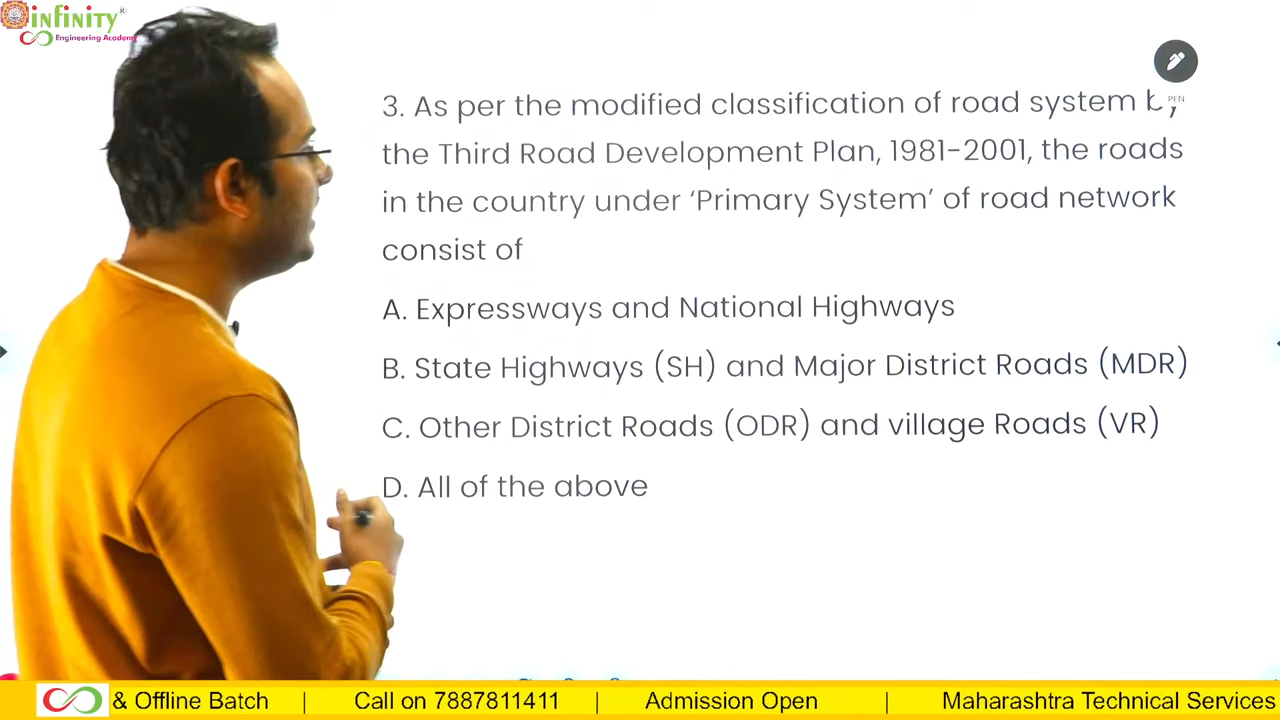 infinity
Engineering Academy
PEN
3. As per the modified classification of road system by
the Third Road Development Plan, 1981-2001, the roads
in the country under ‘Primary System’ of road network
consist of
A. Expressways and National Highways
B. State Highways (SH) and Major District Roads (MDR)
C. Other District Roads (ODR) and village Roads (VR)
D. All of the above
& Offline Batch | Call on 7887811411 | Admission Open | Maharashtra Technical Services